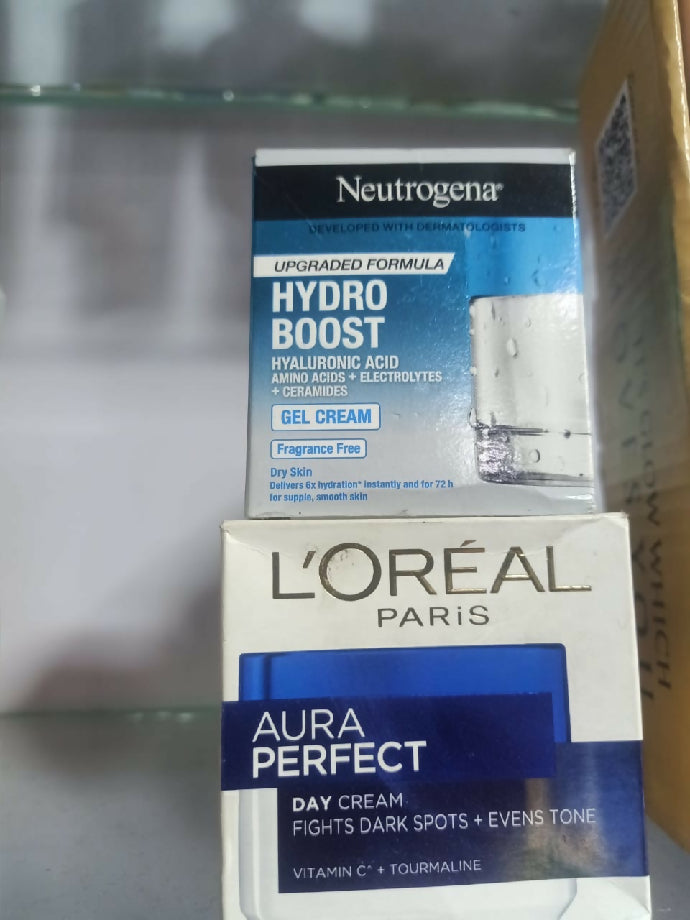 Neutrogena®
DEVELOPED WITH DERMATOLOGISTS
UPGRADED FORMULA
HYDRO
BOOST
HYALURONIC ACID
AMINO ACIDS + ELECTROLYTES
+ CERAMIDES
GEL CREAM
Fragrance Free
Dry Skin
Delivers 6x hydration* instantly and for 72 h
for supple, smooth skin
L'ORÉAL
PARiS
AURA
PERFECT
DAY CREAM
FIGHTS DARK SPOTS + EVENS TONE
VITAMIN C^ + TOURMALINE
GLOW WHICH